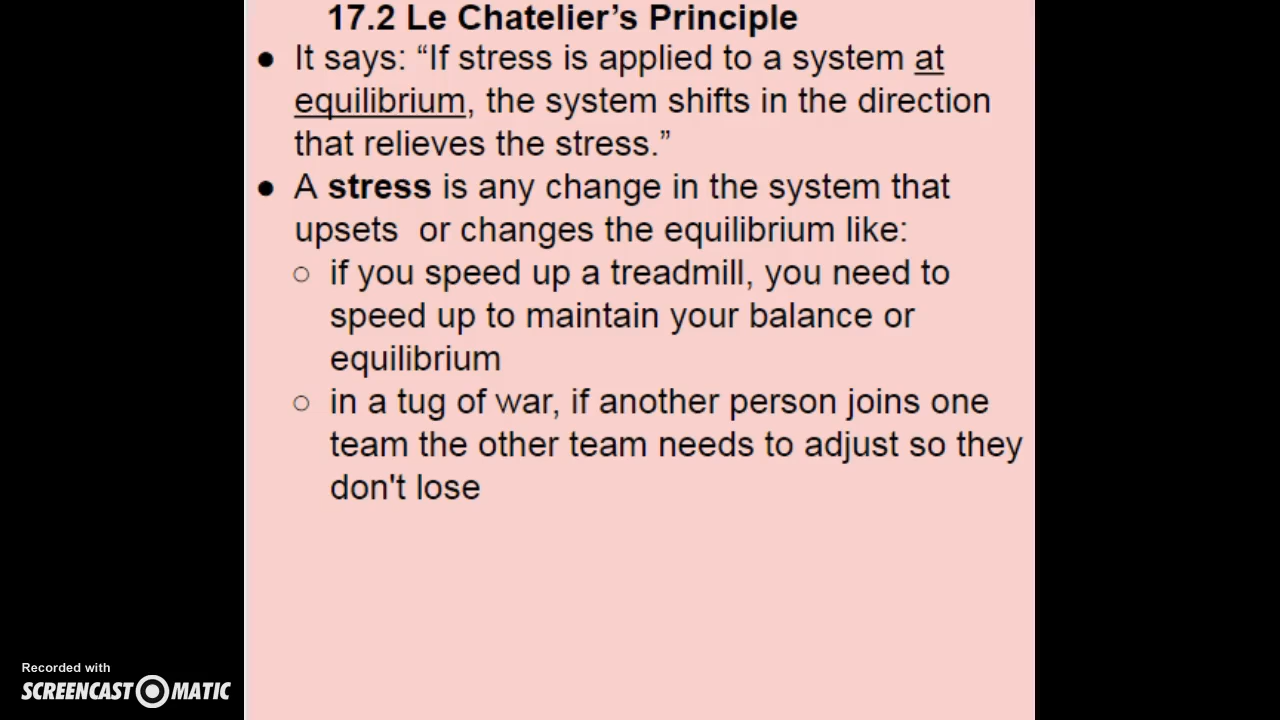 17.2 Le Chatelier’s Principle
● It says: “If stress is applied to a system at
equilibrium, the system shifts in the direction
that relieves the stress.”
● A stress is any change in the system that
upsets  or changes the equilibrium like:
○ if you speed up a treadmill, you need to
speed up to maintain your balance or
equilibrium
○ in a tug of war, if another person joins one
team the other team needs to adjust so they
don't lose
Recorded with
SCREENCAST MATIC